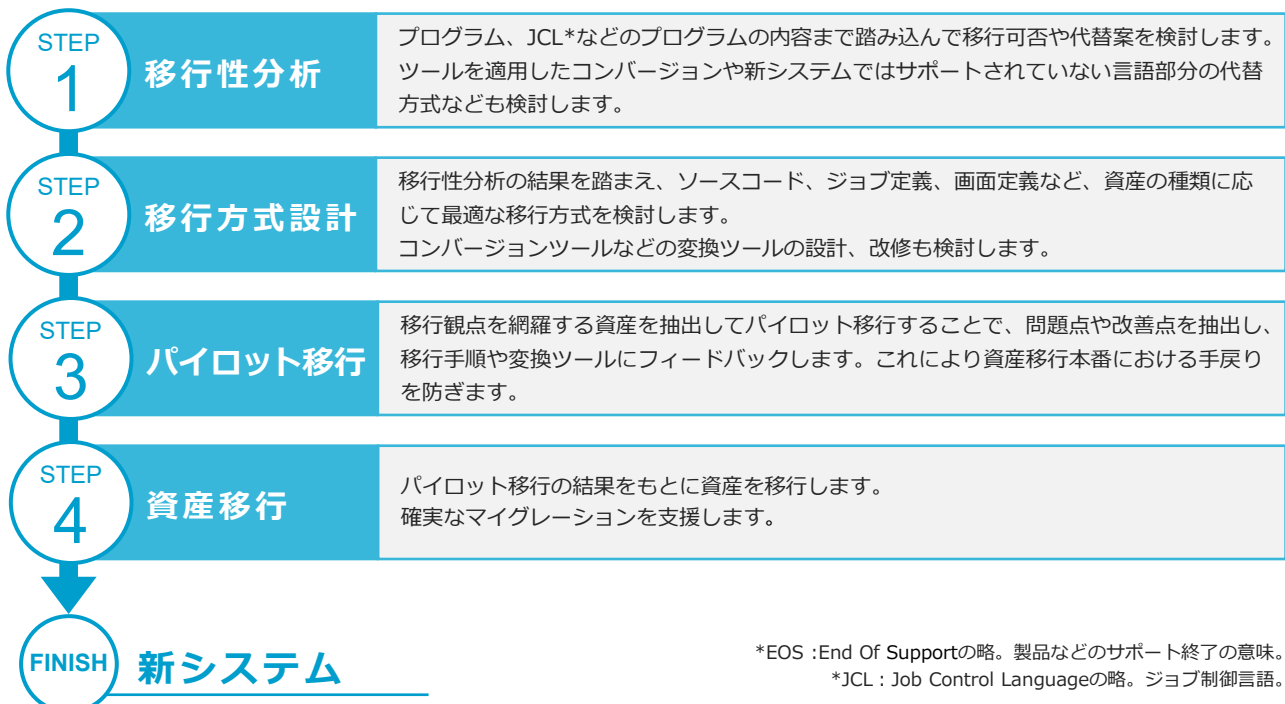 STEP
1
移行性分析
プログラム、JCL*などのプログラムの内容まで踏み込んで移行可否や代替案を検討します。
ツールを適用したコンバージョンや新システムではサポートされていない言語部分の代替
方式なども検討します。
STEP
2
移行方式設計
移行性分析の結果を踏まえ、ソースコード、ジョブ定義、画面定義など、資産の種類に応
じて最適な移行方式を検討します。
コンバージョンツールなどの変換ツールの設計、改修も検討します。
STEP
3
パイロット移行
移行観点を網羅する資産を抽出してパイロット移行することで、問題点や改善点を抽出し、
移行手順や変換ツールにフィードバックします。これにより資産移行本番における手戻り
を防ぎます。
STEP
4
資産移行
パイロット移行の結果をもとに資産を移行します。
確実なマイグレーションを支援します。
FINISH
新システム
*EOS :End Of Supportの略。製品などのサポート終了の意味。
*JCL : Job Control Languageの略。ジョブ制御言語。